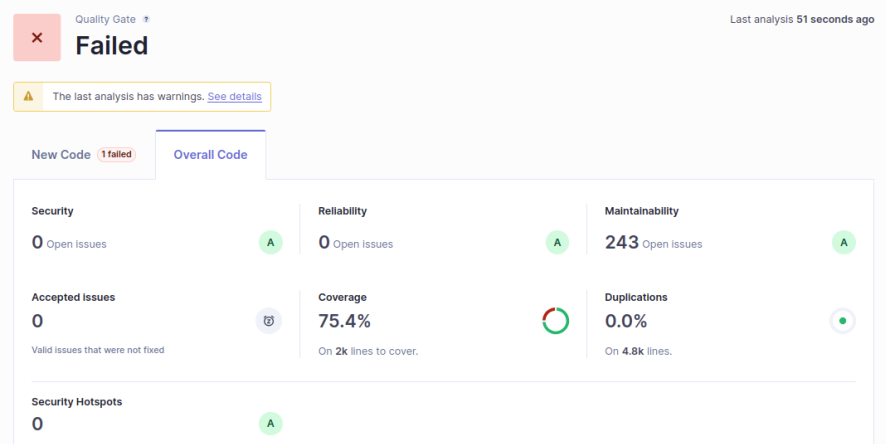 Quality Gate ?
Last analysis 51 seconds ago
Failed
The last analysis has warnings. See details
New Code 1 failed
Overall Code
Security
0 Open issues A
Reliability
0 Open issues A
Maintainability
243 Open issues A
Accepted issues
0
Valid issues that were not fixed
Coverage
75.4%
On 2k lines to cover.
Duplications
0.0%
On 4.8k lines.
Security Hotspots
0 A